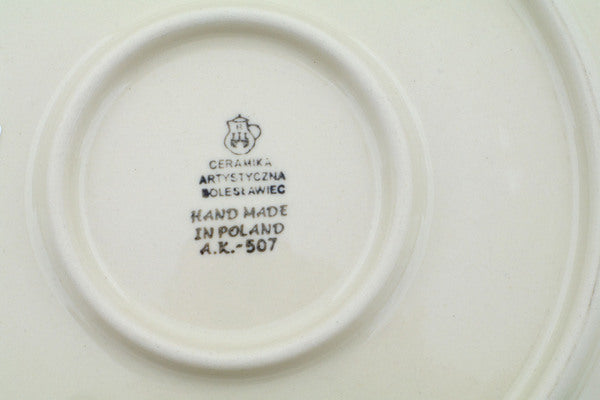 CERAMIKA
ARTYSTYCZNA
BOLESŁAWIEC
HAND MADE
IN POLAND
A.K.-507